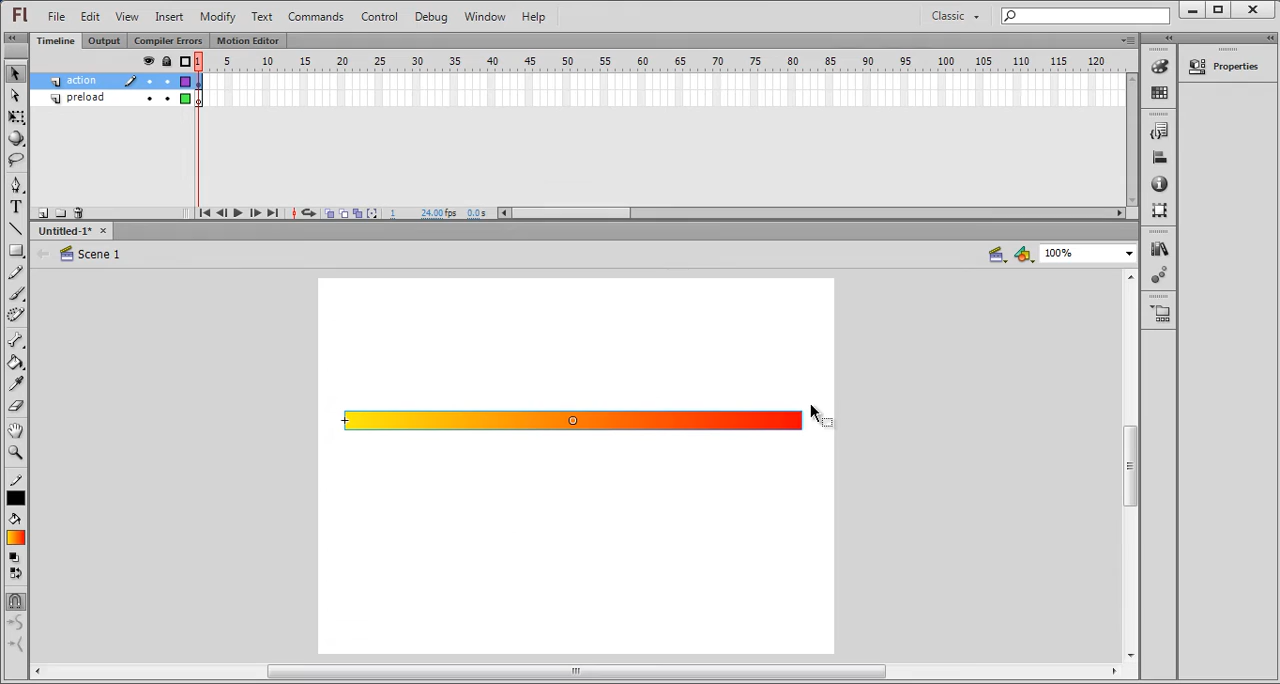 Fl File Edit View Insert Modify Text Commands Control Debug Window Help Classic
Timeline Output Compiler Errors Motion Editor
Properties
1 5 10 15 20 25 30 35 40 45 50 55 60 65 70 75 80 85 90 95 100 105 110 115 120
action
preload
1 24.00 fps 0.0 s
Untitled-1* ×
Scene 1 100%